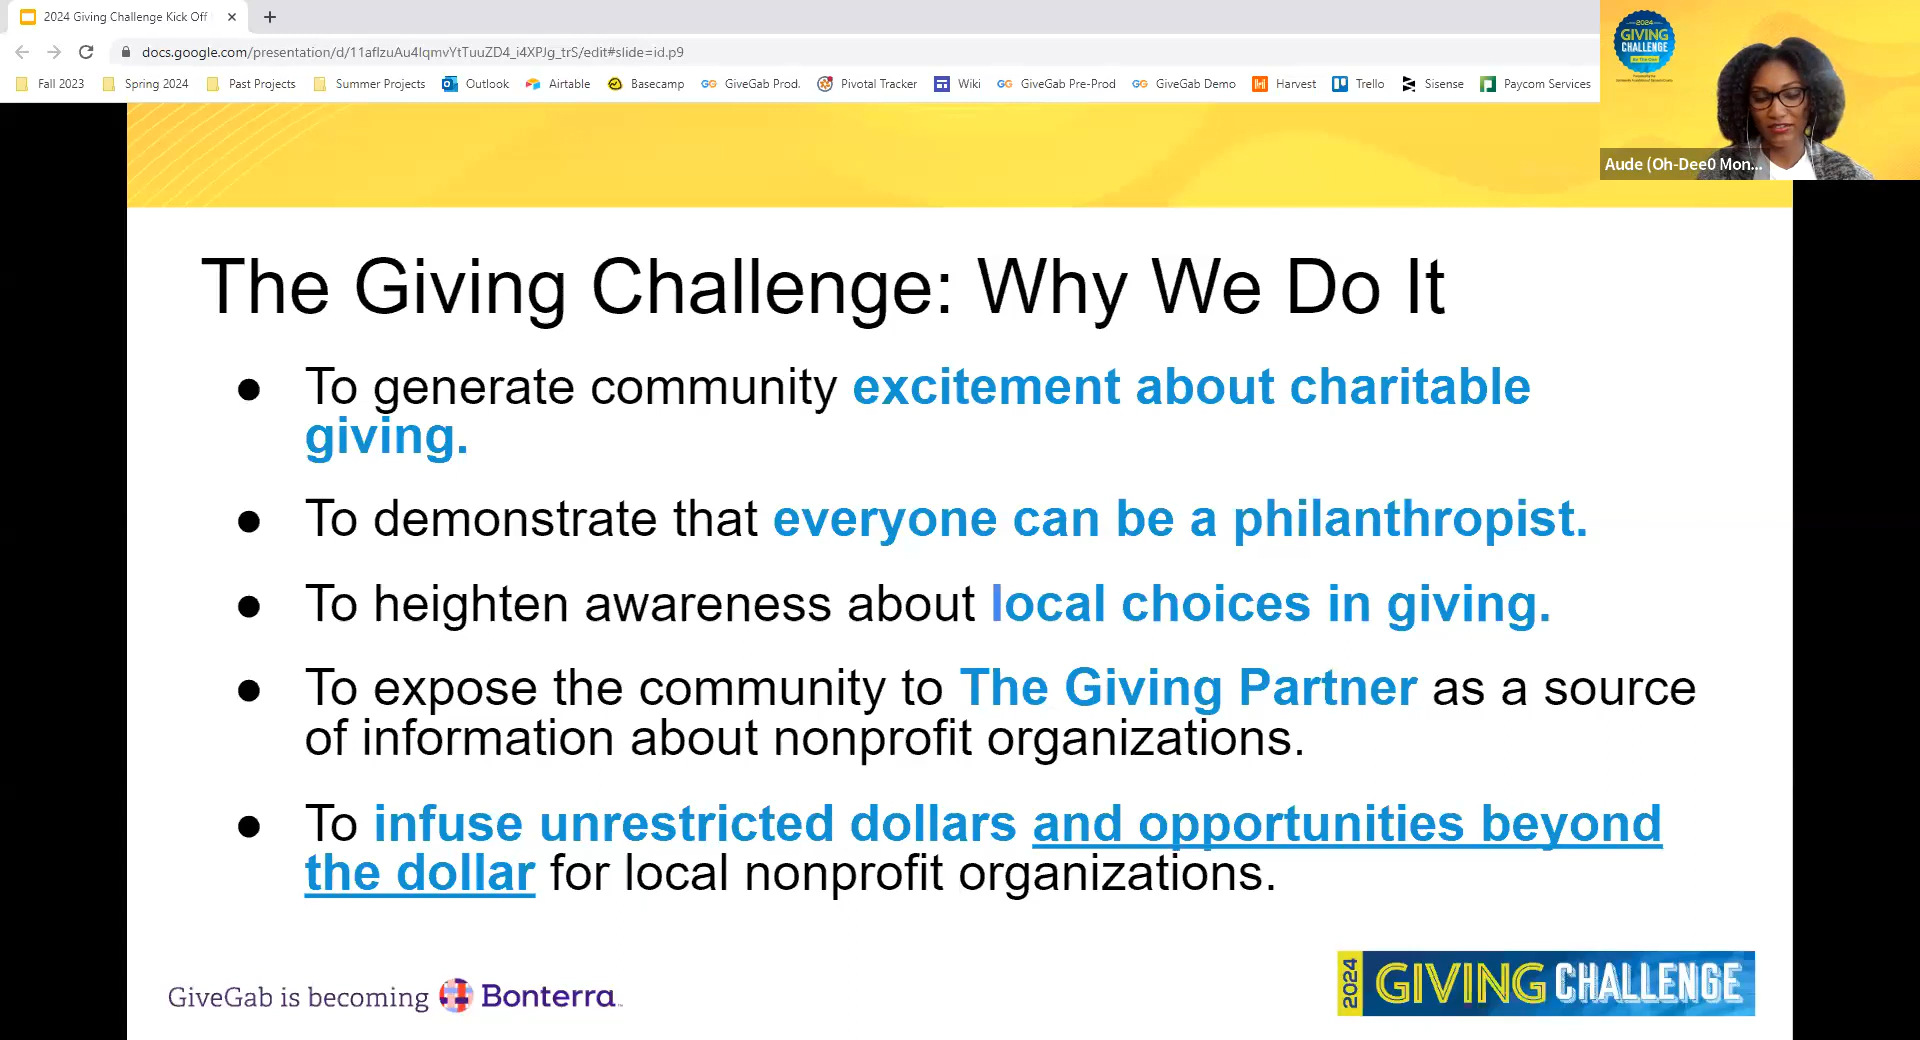 2024 Giving Challenge Kick Off
docs.google.com/presentation/d/11aflzuAu4lqmvYtTuuZD4_i4XPJg_trS/edit#slide=id.p9
Fall 2023 Spring 2024 Past Projects Summer Projects Outlook Airtable Basecamp GiveGab Prod. Pivotal Tracker Wiki GiveGab Pre-Prod GiveGab Demo Harvest Trello Sisense Paycom Services
2024
GIVING
CHALLENGE
Aude (Oh-Dee0 Mon...
The Giving Challenge: Why We Do It
● To generate community excitement about charitable
giving.
● To demonstrate that everyone can be a philanthropist.
● To heighten awareness about local choices in giving.
● To expose the community to The Giving Partner as a source
of information about nonprofit organizations.
● To infuse unrestricted dollars and opportunities beyond
the dollar for local nonprofit organizations.
GiveGab is becoming Bonterra™
2024 GIVING CHALLENGE